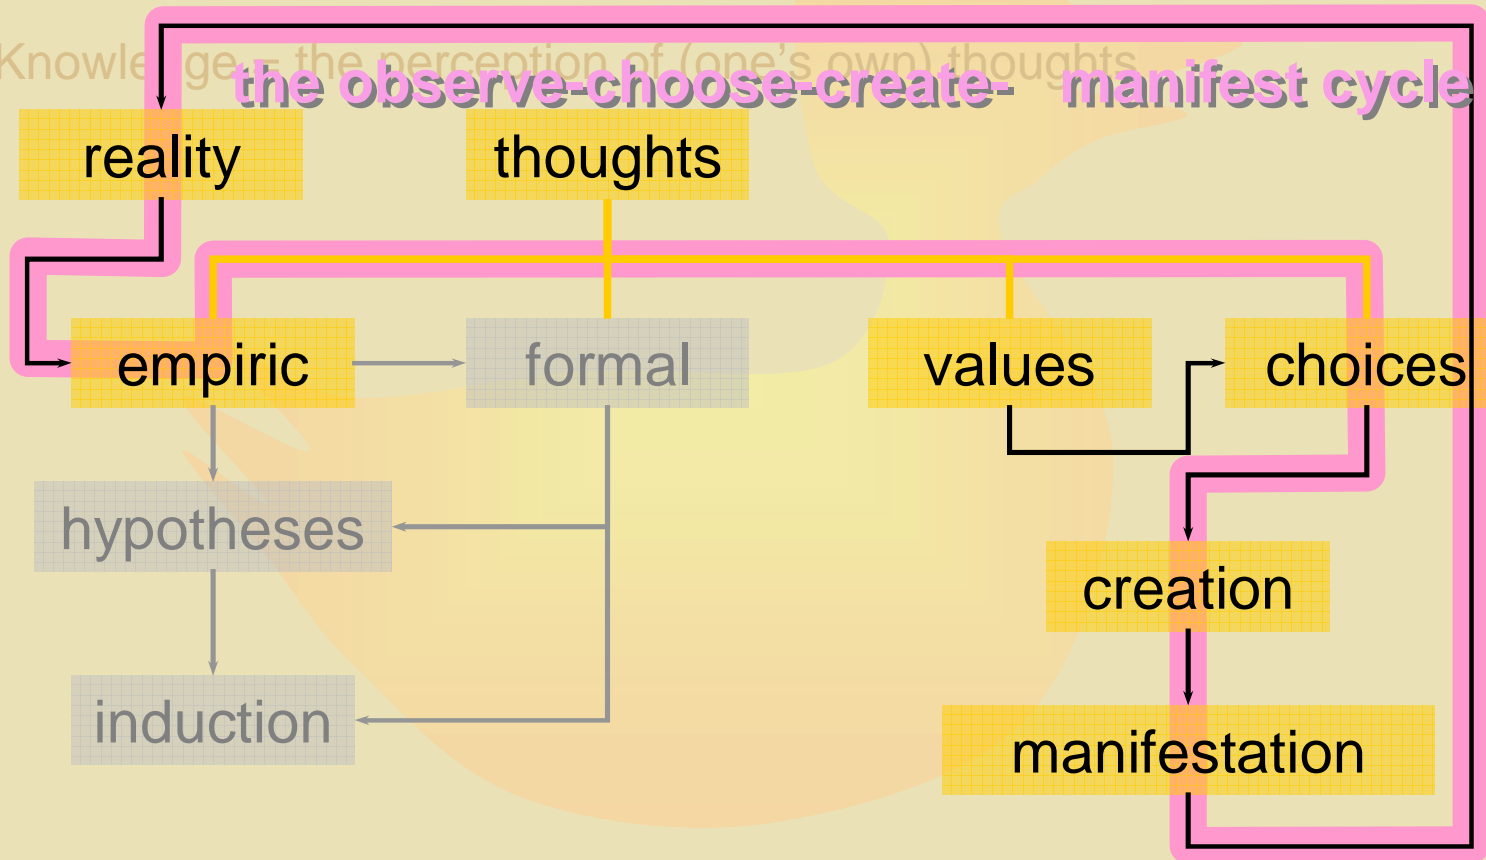 Knowledge = the perception of (one's own) thoughts
the observe-choose-create- manifest cycle
reality
thoughts
empiric
formal
values
choices
hypotheses
creation
induction
manifestation